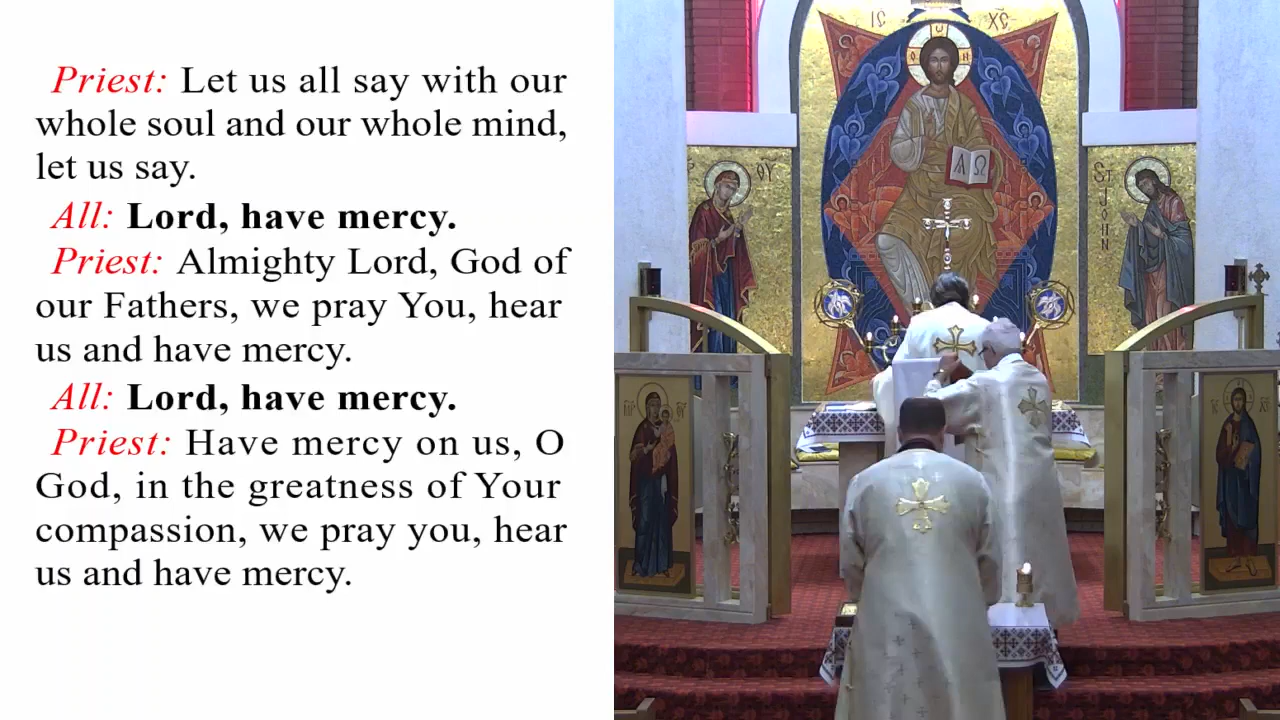 Priest: Let us all say with our
whole soul and our whole mind,
let us say.
All: Lord, have mercy.
Priest: Almighty Lord, God of
our Fathers, we pray You, hear
us and have mercy.
All: Lord, have mercy.
Priest: Have mercy on us, O
God, in the greatness of Your
compassion, we pray you, hear
us and have mercy.
IC XC
Ѡ Ο Η
Ѧ Ω
ΘΥ
ST
JOHN